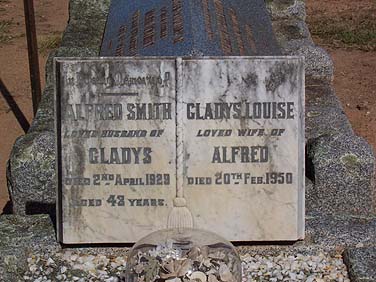 In Loving Memory of
ALFRED SMITH
LOVED HUSBAND OF
GLADYS
DIED 2ND APRIL 1929
AGED 43 YEARS.
GLADYS LOUISE
LOVED WIFE OF
ALFRED
DIED 20TH FEB. 1950